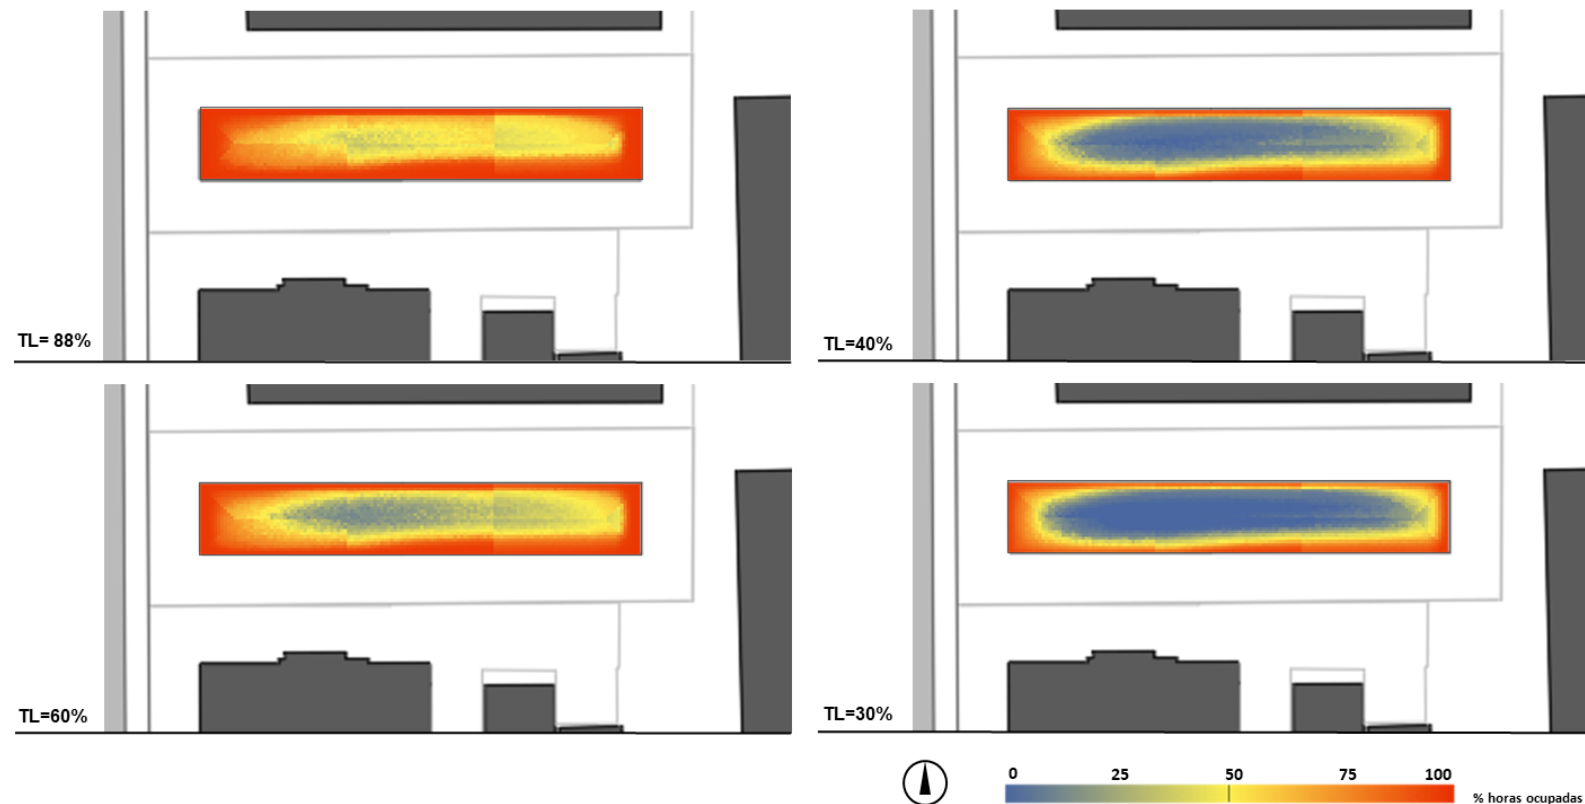 TL= 88%
TL=40%
TL=60%
TL=30%
0 25 50 75 100
% horas ocupadas